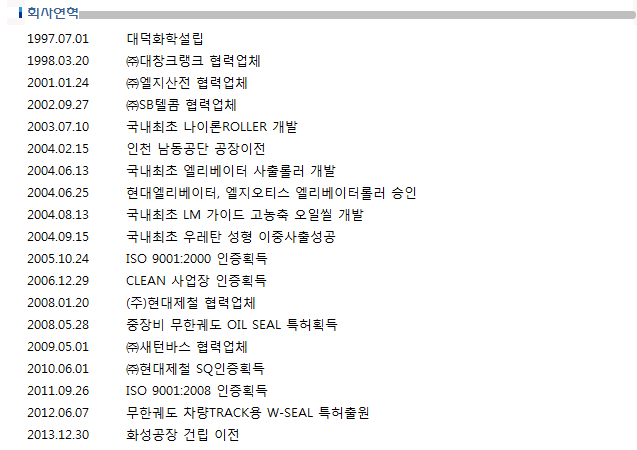 회사연혁
1997.07.01 대덕화학설립
1998.03.20 ㈜대창크랭크 협력업체
2001.01.24 ㈜엘지산전 협력업체
2002.09.27 ㈜SB텔콤 협력업체
2003.07.10 국내최초 나이론ROLLER 개발
2004.02.15 인천 남동공단 공장이전
2004.06.13 국내최초 엘리베이터 사출롤러 개발
2004.06.25 현대엘리베이터, 엘지오티스 엘리베이터롤러 승인
2004.08.13 국내최초 LM 가이드 고농축 오일씰 개발
2004.09.15 국내최초 우레탄 성형 이중사출성공
2005.10.24 ISO 9001:2000 인증획득
2006.12.29 CLEAN 사업장 인증획득
2008.01.20 (주)현대제철 협력업체
2008.05.28 중장비 무한궤도 OIL SEAL 특허획득
2009.05.01 ㈜새턴바스 협력업체
2010.06.01 ㈜현대제철 SQ인증획득
2011.09.26 ISO 9001:2008 인증획득
2012.06.07 무한궤도 차량TRACK용 W-SEAL 특허출원
2013.12.30 화성공장 건립 이전